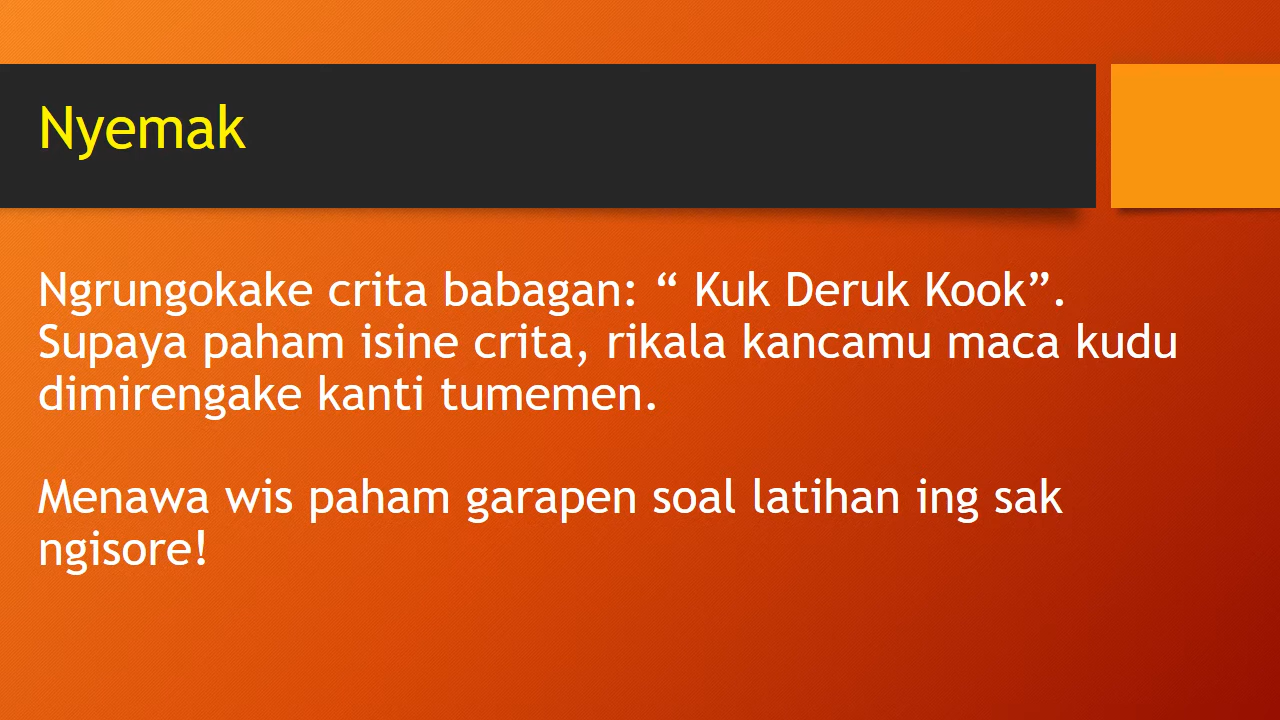 Nyemak
Ngrungokake crita babagan: “ Kuk Deruk Kook”.
Supaya paham isine crita, rikala kancamu maca kudu
dimirengake kanti tumemen.
Menawa wis paham garapen soal latihan ing sak
ngisore!